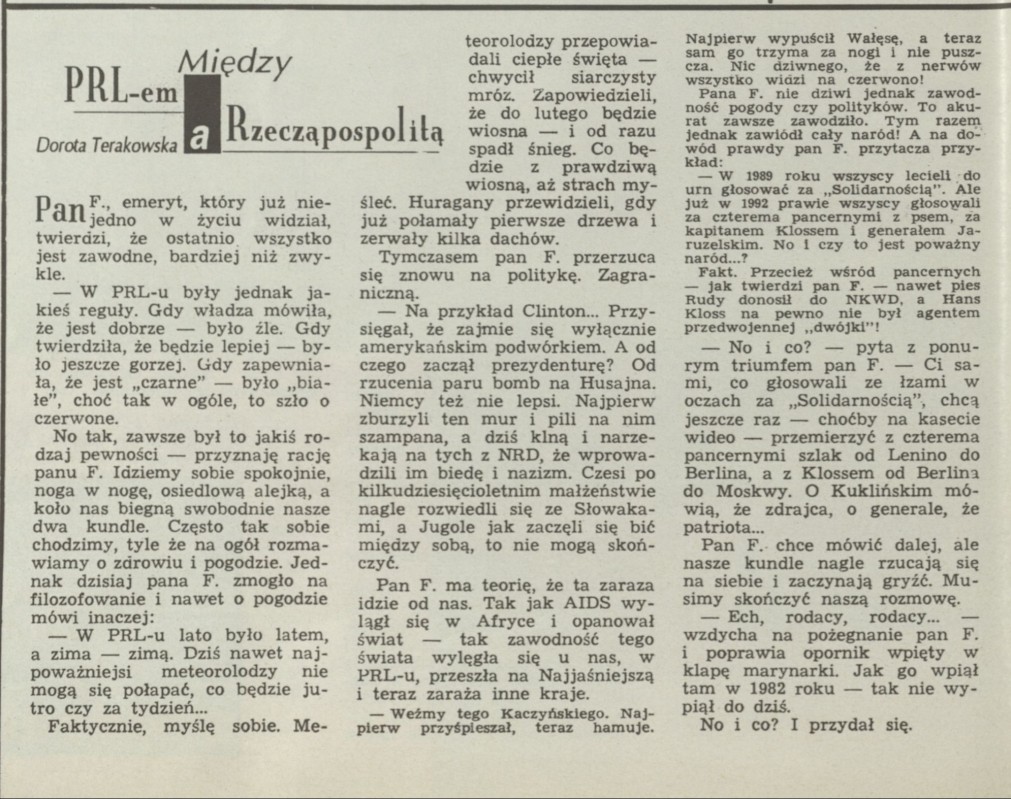 Między
PRL-em
a Rzecząpospolitą
Dorota Terakowska
Pan F., emeryt, który już nie-
jedno w życiu widział,
twierdzi, że ostatnio wszystko
jest zawodne, bardziej niż zwy-
kle.
— W PRL-u były jednak ja-
kieś reguły. Gdy władza mówiła,
że jest dobrze — było źle. Gdy
twierdziła, że będzie lepiej — by-
ło jeszcze gorzej. Gdy zapewnia-
ła, że jest „czarne” — było „bia-
łe”, choć tak w ogóle, to szło o
czerwone.
No tak, zawsze był to jakiś ro-
dzaj pewności — przyznaję rację
panu F. Idziemy sobie spokojnie,
noga w nogę, osiedlową alejką, a
koło nas biegną swobodnie nasze
dwa kundle. Często tak sobie
chodzimy, tyle że na ogół rozma-
wiamy o zdrowiu i pogodzie. Jed-
nak dzisiaj pana F. zmogło na
filozofowanie i nawet o pogodzie
mówi inaczej:
— W PRL-u lato było latem,
a zima — zimą. Dziś nawet naj-
poważniejsi meteorolodzy nie
mogą się połapać, co będzie ju-
tro czy za tydzień...
Faktycznie, myślę sobie. Me-
teorolodzy przepowia-
dali ciepłe święta —
chwycił siarczysty
mróz. Zapowiedzieli,
że do lutego będzie
wiosna — i od razu
spadł śnieg. Co bę-
dzie z prawdziwą
wiosną, aż strach my-
śleć. Huragany przewidzieli, gdy
już połamały pierwsze drzewa i
zerwały kilka dachów.
Tymczasem pan F. przerzuca
się znowu na politykę. Zagra-
niczną.
— Na przykład Clinton... Przy-
sięgał, że zajmie się wyłącznie
amerykańskim podwórkiem. A od
czego zaczął prezydenturę? Od
rzucenia paru bomb na Husajna.
Niemcy też nie lepsi. Najpierw
zburzyli ten mur i pili na nim
szampana, a dziś klną i narze-
kają na tych z NRD, że wprowa-
dzili im biedę i nazizm. Czesi po
kilkudziesięcioletnim małżeństwie
nagle rozwiedli się ze Słowaka-
mi, a Jugole jak zaczęli się bić
między sobą, to nie mogą skoń-
czyć.
Pan F. ma teorię, że ta zaraza
idzie od nas. Tak jak AIDS wy-
lągł się w Afryce i opanował
świat — tak zawodność tego
świata wylęgła się u nas, w
PRL-u, przeszła na Najjaśniejszą
i teraz zaraża inne kraje.
— Weźmy tego Kaczyńskiego. Naj-
pierw przyśpieszał, teraz hamuje.
Najpierw wypuścił Wałęsę, a teraz
sam go trzyma za nogi i nie pusz-
cza. Nic dziwnego, że z nerwów
wszystko widzi na czerwono!
Pana F. nie dziwi jednak zawod-
ność pogody czy polityków. To aku-
rat zawsze zawodziło. Tym razem
jednak zawiódł cały naród! A na do-
wód prawdy pan F. przytacza przy-
kład:
— W 1989 roku wszyscy lecieli do
urn głosować za „Solidarnością”. Ale
już w 1992 prawie wszyscy głosowali
za czterema pancernymi z psem, za
kapitanem Klossem i generałem Ja-
ruzelskim. No i czy to jest poważny
naród...?
Fakt. Przecież wśród pancernych
— jak twierdzi pan F. — nawet pies
Rudy donosił do NKWD, a Hans
Kloss na pewno nie był agentem
przedwojennej „dwójki”!
— No i co? — pyta z ponu-
rym triumfem pan F. — Ci sa-
mi, co głosowali ze łzami w
oczach za „Solidarnością”, chcą
jeszcze raz — choćby na kasecie
wideo — przemierzyć z czterema
pancernymi szlak od Lenino do
Berlina, a z Klossem od Berlina
do Moskwy. O Kuklińskim mó-
wią, że zdrajca, o generale, że
patriota...
Pan F. chce mówić dalej, ale
nasze kundle nagle rzucają się
na siebie i zaczynają gryźć. Mu-
simy skończyć naszą rozmowę.
— Ech, rodacy, rodacy... —
wzdycha na pożegnanie pan F.
i poprawia opornik wpięty w
klapę marynarki. Jak go wpiął
tam w 1982 roku — tak nie wy-
piął do dziś.
No i co? I przydał się.